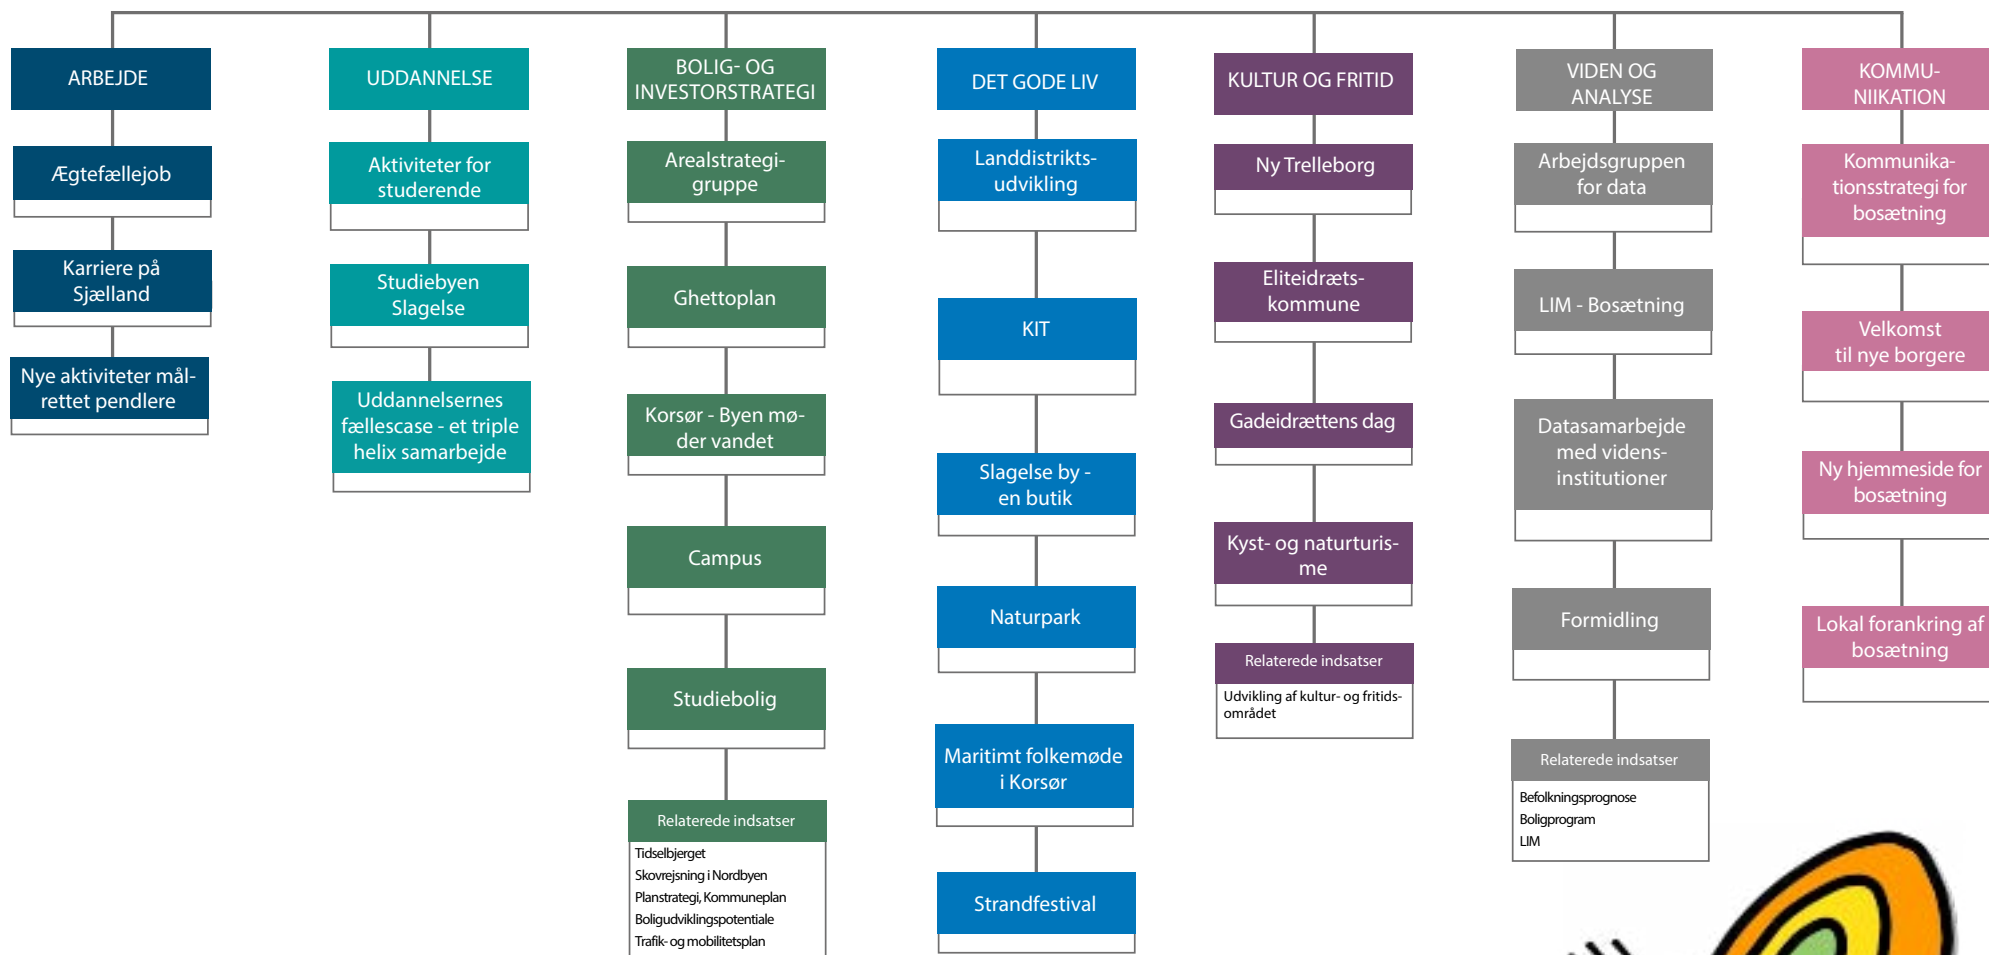 ARBEJDE
Ægtefællejob
Karriere på
Sjælland
Nye aktiviteter mål-
rettet pendlere
UDDANNELSE
Aktiviteter for
studerende
Studiebyen
Slagelse
Uddannelsernes
fællescase - et triple
helix samarbejde
BOLIG- OG
INVESTORSTRATEGI
Arealstrategi-
gruppe
Ghettoplan
Korsør - Byen mø-
der vandet
Campus
Studiebolig
Relaterede indsatser
Tidselbjerget
Skovrejsning i Nordbyen
Planstrategi, Kommuneplan
Boligudviklingspotentiale
Trafik- og mobilitetsplan
DET GODE LIV
Landdistrikts-
udvikling
KIT
Slagelse by -
en butik
Naturpark
Maritimt folkemøde
i Korsør
Strandfestival
KULTUR OG FRITID
Ny Trelleborg
Eliteidræts-
kommune
Gadeidrættens dag
Kyst- og naturturis-
me
Relaterede indsatser
Udvikling af kultur- og fritids-
området
VIDEN OG
ANALYSE
Arbejdsgruppen
for data
LIM - Bosætning
Datasamarbejde
med videns-
institutioner
Formidling
Relaterede indsatser
Befolkningsprognose
Boligprogram
LIM
KOMMU-
NIIKATION
Kommunika-
tionsstrategi for
bosætning
Velkomst
til nye borgere
Ny hjemmeside for
bosætning
Lokal forankring af
bosætning